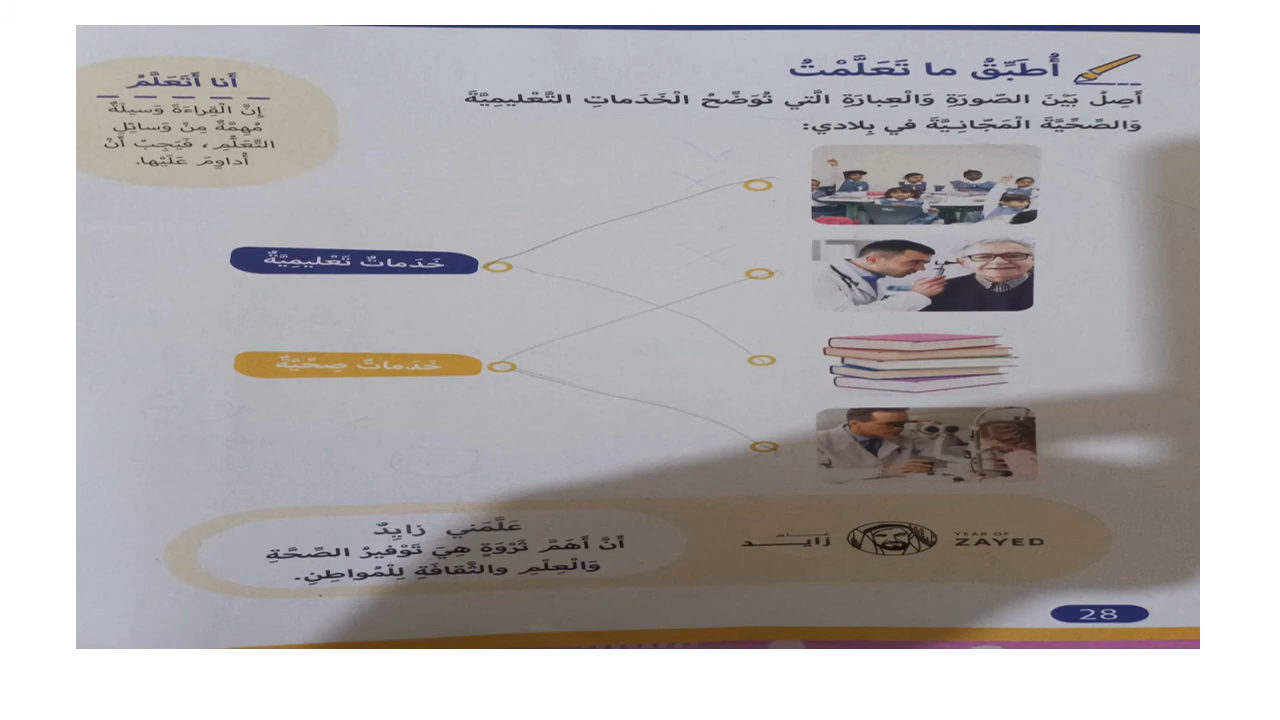 أُطَبِّقُ ما تَعَلَّمْتُ
أَصِلُ بَيْنَ الصّورَةِ وَالْعِبارَةِ الَّتي تُوَضِّحُ الْخَدَماتِ التَّعْليمِيَّةَ
وَالصِّحِّيَّةَ الْمَجّانِيَّةَ في بِلادي:
أَنا أَتَعَلَّمُ
إِنَّ الْقِراءَةَ وَسيلَةٌ
مُهِمَّةٌ مِنْ وَسائِلِ
التَّعَلُّمِ، فَيَجِبُ أَنْ
أُداوِمَ عَلَيْها.
خَدَماتٌ تَعْليمِيَّةٌ
خَدَماتٌ صِحِّيَّةٌ
YEAR OF
ZAYED
عام
زايد
عَلَّمَني زايِدٌ
أَنَّ أَهَمَّ ثَرْوَةٍ هِيَ تَوْفيرُ الصِّحَّةِ
وَالْعِلْمِ والثَّقافَةِ لِلْمُواطِنِ.
28